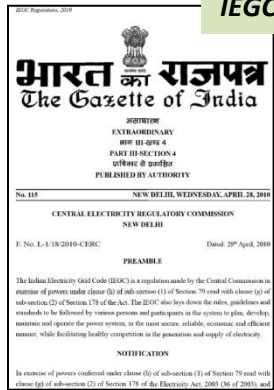 IEGC
IEGC Regulations, 2010
भारत का राजपत्र
The Gazette of India
असाधारण
EXTRAORDINARY
भाग III-खण्ड 4
PART III-SECTION 4
प्राधिकार से प्रकाशित
PUBLISHED BY AUTHORITY
No. 115 NEW DELHI, WEDNESDAY, APRIL 28, 2010
CENTRAL ELECTRICITY REGULATORY COMMISSION
NEW DELHI
F. No. L-1/18/2010-CERC Dated: 28th April, 2010
PREAMBLE
The Indian Electricity Grid Code (IEGC) is a regulation made by the Central Commission in
exercise of powers under clause (h) of sub-section (1) of Section 79 read with clause (g) of
sub-section (2) of Section 178 of the Act. The IEGC also lays down the rules, guidelines and
standards to be followed by various persons and participants in the system to plan, develop,
maintain and operate the power system, in the most secure, reliable, economic and efficient
manner, while facilitating healthy competition in the generation and supply of electricity.
NOTIFICATION
In exercise of powers conferred under clause (h) of sub-section (1) of Section 79 read with
clause (g) of sub-section (2) of Section 178 of the Electricity Act, 2003 (36 of 2003), and